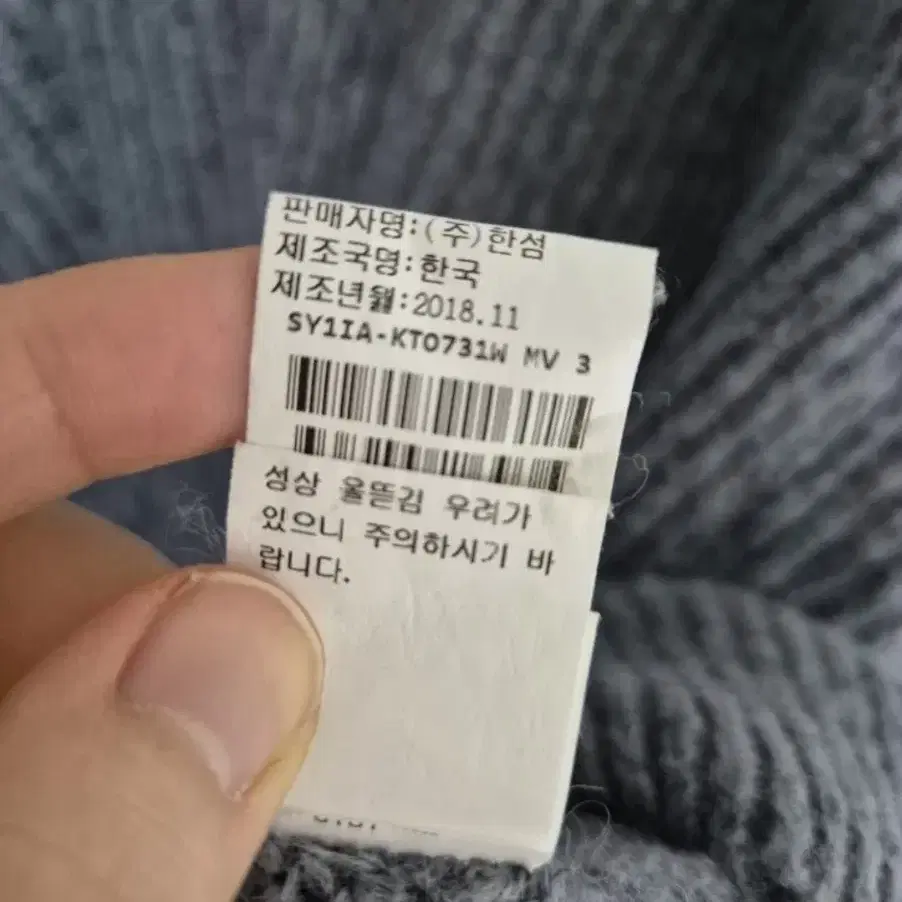 판매자명:(주)한섬
제조국명:한국
제조년월:2018.11
SY1IA-KTO731W MV 3
성상 올뜯김 우려가
있으니 주의하시기 바
랍니다.